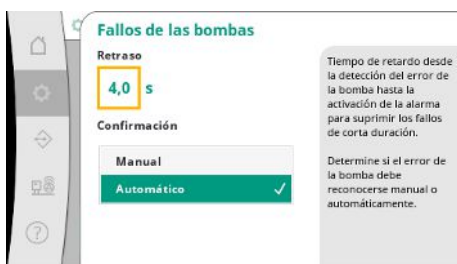 Fallos de las bombas
Retraso
4,0 s
Confirmación
Manual
Automático
Tiempo de retardo desde
la detección del error de
la bomba hasta la
activación de la alarma
para suprimir los fallos
de corta duración.
Determine si el error de
la bomba debe
reconocerse manual o
automáticamente.